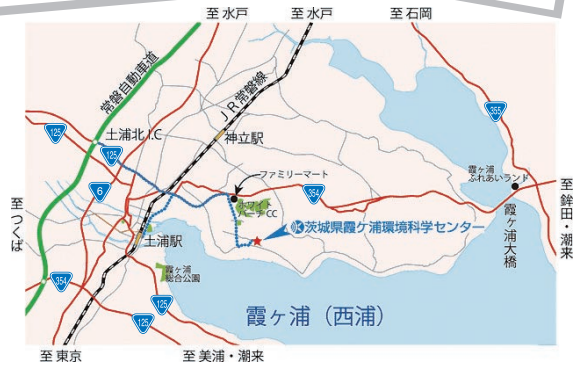 至 水戸
至 水戸
至 石岡
常磐自動車道
JR常磐線
355
125
土浦北 I.C
神立駅
125
ファミリーマート
霞ヶ浦
ふれあいランド
6
354
至 鉾田・潮来
至 つくば
パーチ CC
茨城県霞ケ浦環境科学センター
霞ヶ浦大橋
土浦駅
霞ヶ浦
総合公園
354
125
125
霞ヶ浦（西浦）
至 東京
至 美浦・潮来